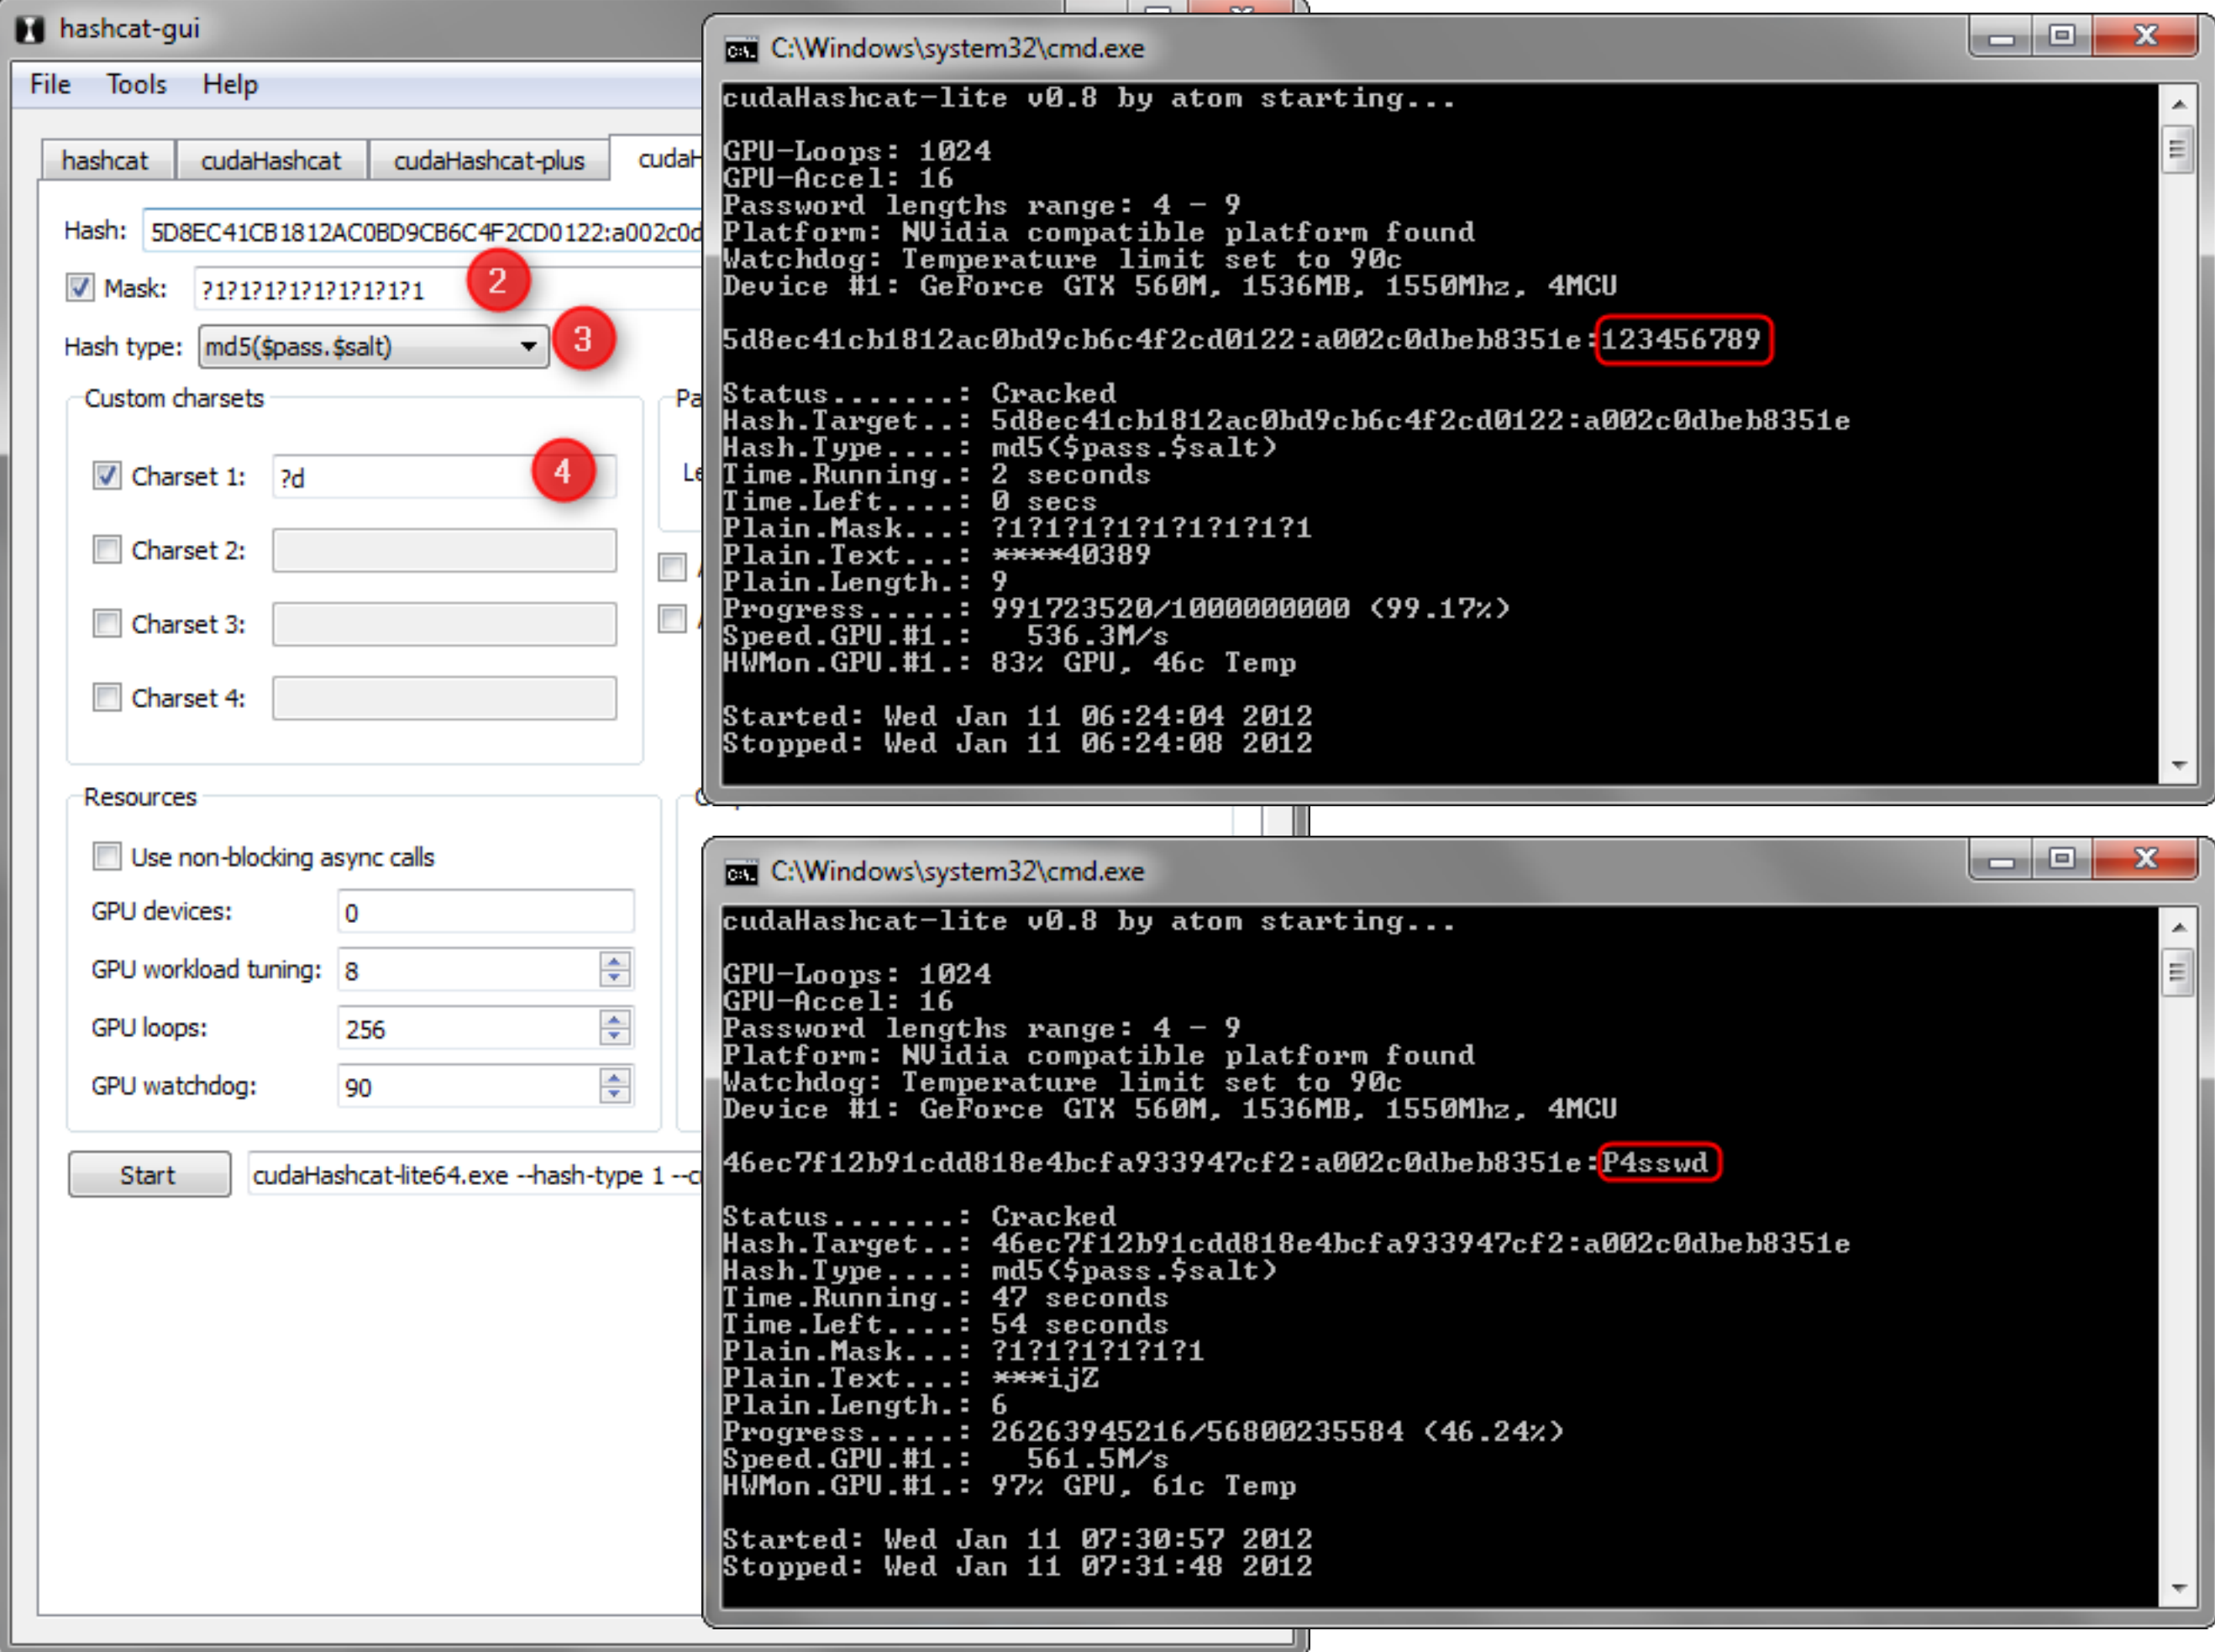 hashcat-gui
File Tools Help
hashcat cudaHashcat cudaHashcat-plus
Hash: 5D8EC41CB1812AC0BD9CB6C4F2CD0122:a002c0d
Mask: ?1?1?1?1?1?1?1?1?1 2
Hash type: md5($pass.$salt) 3
Custom charsets
Charset 1: ?d 4
Charset 2:
Charset 3:
Charset 4:
Resources
Use non-blocking async calls
GPU devices: 0
GPU workload tuning: 8
GPU loops: 256
GPU watchdog: 90
Start cudaHashcat-lite64.exe --hash-type 1
C:\Windows\system32\cmd.exe
cudaHashcat-lite v0.8 by atom starting...
GPU-Loops: 1024
GPU-Accel: 16
Password lengths range: 4 - 9
Platform: NVidia compatible platform found
Watchdog: Temperature limit set to 90c
Device #1: GeForce GTX 560M, 1536MB, 1550Mhz, 4MCU
5d8ec41cb1812ac0bd9cb6c4f2cd0122:a002c0dbeb8351e:123456789
Status.......: Cracked
Hash.Target..: 5d8ec41cb1812ac0bd9cb6c4f2cd0122:a002c0dbeb8351e
Hash.Type....: md5($pass.$salt)
Time.Running.: 2 seconds
Time.Left....: 0 secs
Plain.Mask...: ?1?1?1?1?1?1?1?1?1
Plain.Text...: ****40389
Plain.Length.: 9
Progress.....: 991723520/1000000000 (99.17%)
Speed.GPU.#1.: 536.3M/s
HWMon.GPU.#1.: 83% GPU, 46c Temp
Started: Wed Jan 11 06:24:04 2012
Stopped: Wed Jan 11 06:24:08 2012
C:\Windows\system32\cmd.exe
cudaHashcat-lite v0.8 by atom starting...
GPU-Loops: 1024
GPU-Accel: 16
Password lengths range: 4 - 9
Platform: NVidia compatible platform found
Watchdog: Temperature limit set to 90c
Device #1: GeForce GTX 560M, 1536MB, 1550Mhz, 4MCU
46ec7f12b91cdd818e4bcfa933947cf2:a002c0dbeb8351e:P4sswd
Status.......: Cracked
Hash.Target..: 46ec7f12b91cdd818e4bcfa933947cf2:a002c0dbeb8351e
Hash.Type....: md5($pass.$salt)
Time.Running.: 47 seconds
Time.Left....: 54 seconds
Plain.Mask...: ?1?1?1?1?1?1
Plain.Text...: ***ijZ
Plain.Length.: 6
Progress.....: 26263945216/56800235584 (46.24%)
Speed.GPU.#1.: 561.5M/s
HWMon.GPU.#1.: 97% GPU, 61c Temp
Started: Wed Jan 11 07:30:57 2012
Stopped: Wed Jan 11 07:31:48 2012